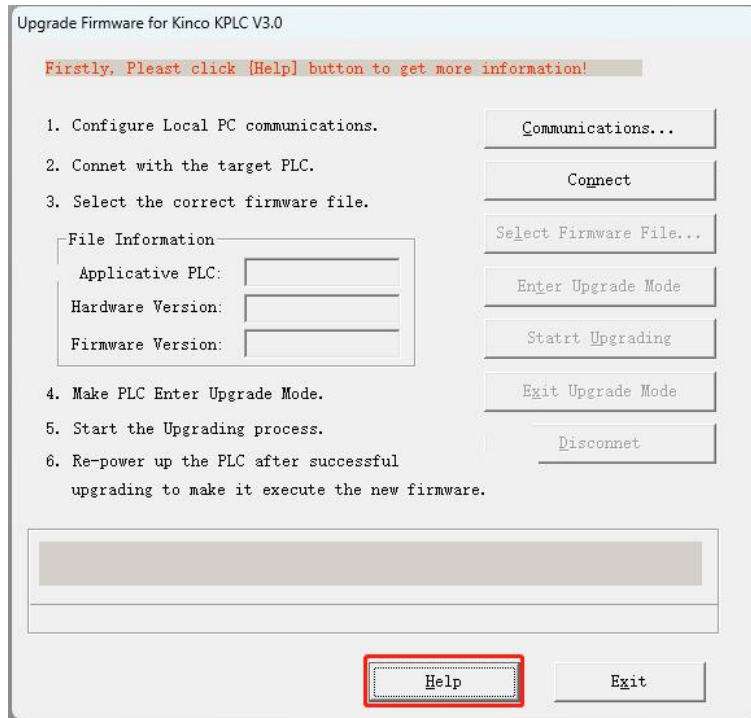 Upgrade Firmware for Kinco KPLC V3.0
Firstly, Pleast click [Help] button to get more information!
1. Configure Local PC communications.
Communications...
2. Connet with the target PLC.
Connect
3. Select the correct firmware file.
Select Firmware File...
File Information
Applicative PLC:
Enter Upgrade Mode
Hardware Version:
Statrt Upgrading
Firmware Version:
4. Make PLC Enter Upgrade Mode.
Exit Upgrade Mode
5. Start the Upgrading process.
Disconnet
6. Re-power up the PLC after successful
upgrading to make it execute the new firmware.
Help
Exit